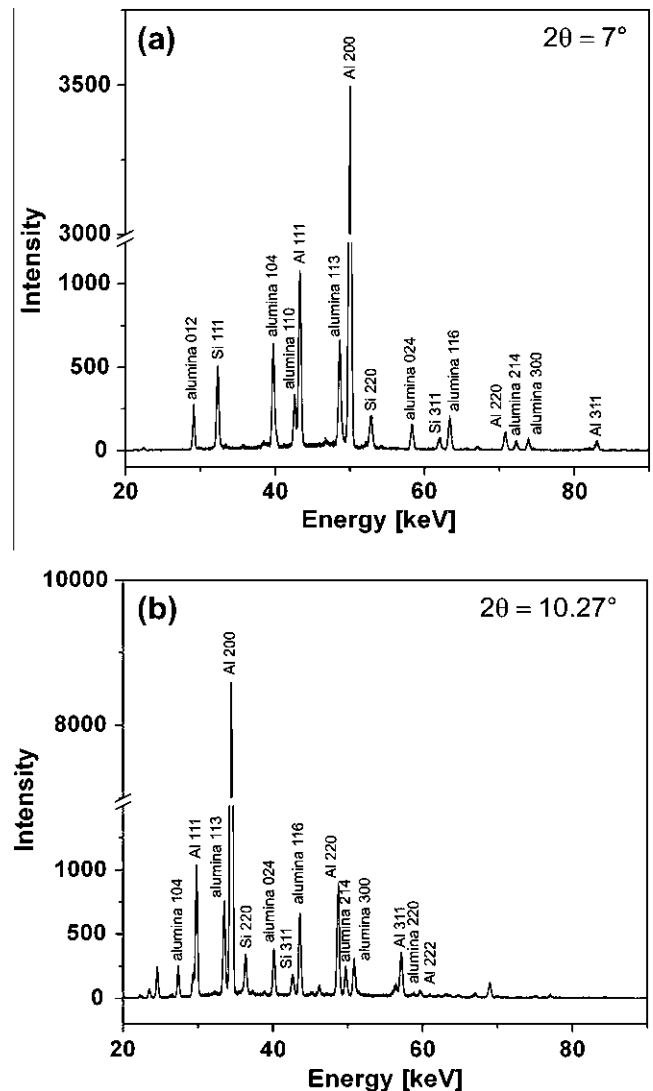 (a)
2θ = 7°
Intensity
3500
3000
1000
500
0
alumina 012
Si 111
alumina 104
alumina 110
Al 111
alumina 113
Al 200
Si 220
alumina 024
Si 311
alumina 116
Al 220
alumina 214
alumina 300
Al 311
20
40
60
80
Energy [keV]
(b)
2θ = 10.27°
Intensity
10000
8000
1000
500
0
alumina 104
Al 111
alumina 113
Al 200
Si 220
alumina 024
Si 311
alumina 116
Al 220
alumina 214
alumina 300
Al 311
alumina 220
Al 222
20
40
60
80
Energy [keV]